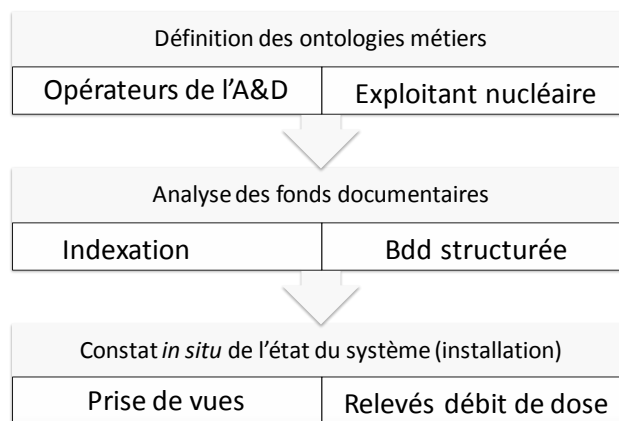 Définition des ontologies métiers
Opérateurs de l’A&D
Exploitant nucléaire
Analyse des fonds documentaires
Indexation
Bdd structurée
Constat in situ de l’état du système (installation)
Prise de vues
Relevés débit de dose